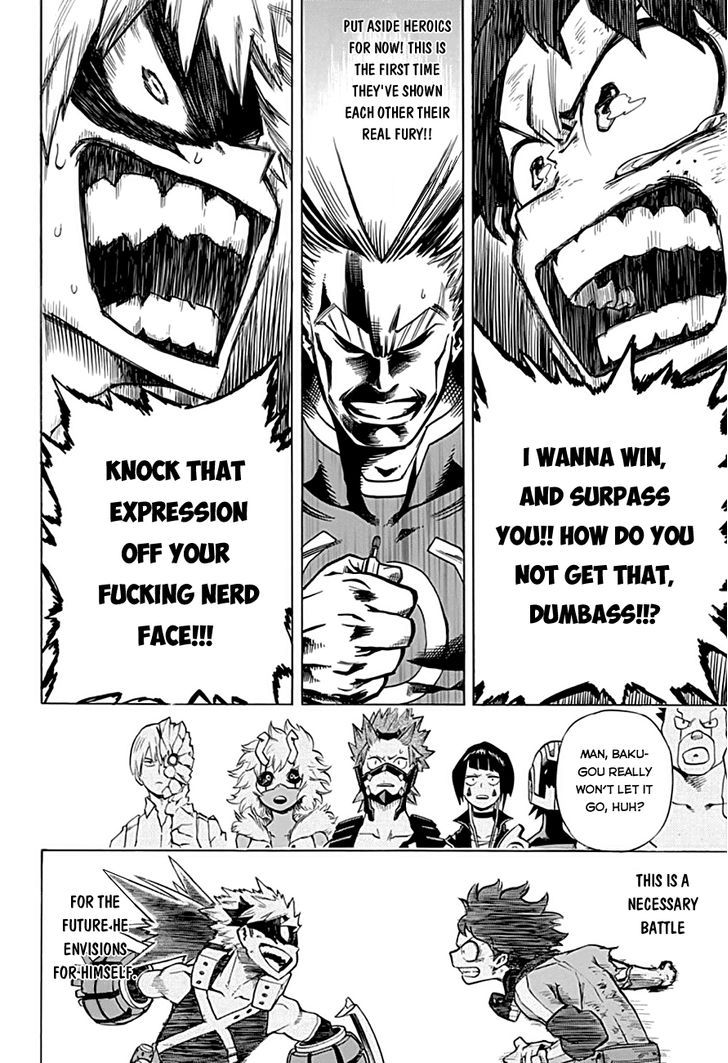 I WANNA WIN,
AND SURPASS
YOU!! HOW DO YOU
NOT GET THAT,
DUMBASS!!?
PUT ASIDE HEROICS
FOR NOW! THIS IS
THE FIRST TIME
THEY'VE SHOWN
EACH OTHER THEIR
REAL FURY!!
KNOCK THAT
EXPRESSION
OFF YOUR
FUCKING NERD
FACE!!!
MAN, BAKU-
GOU REALLY
WON'T LET IT
GO, HUH?
THIS IS A
NECESSARY
BATTLE
FOR THE
FUTURE HE
ENVISIONS
FOR HIMSELF.